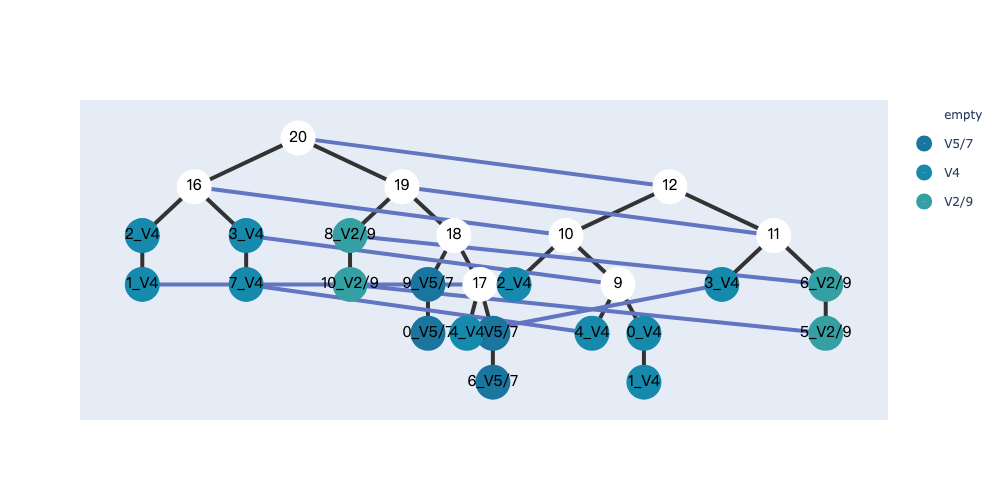 20
16
19
12
2_V4
3_V4
8_V2/9
18
10
11
1_V4
7_V4
10_V2/9
9_V5/7
17
2_V4
9
3_V4
6_V2/9
0_V5/7
4_V4
V5/7
4_V4
0_V4
5_V2/9
6_V5/7
1_V4
empty
V5/7
V4
V2/9